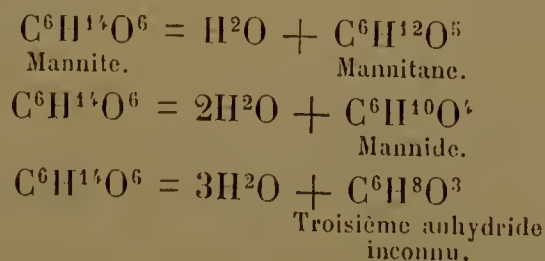 C⁶H¹⁴O⁶ = H²O + C⁶H¹²O⁵
Mannite. Mannitane.
C⁶H¹⁴O⁶ = 2H²O + C⁶H¹⁰O⁴
Mannide.
C⁶H¹⁴O⁶ = 3H²O + C⁶H⁸O³
Troisième anhydride
inconnu.